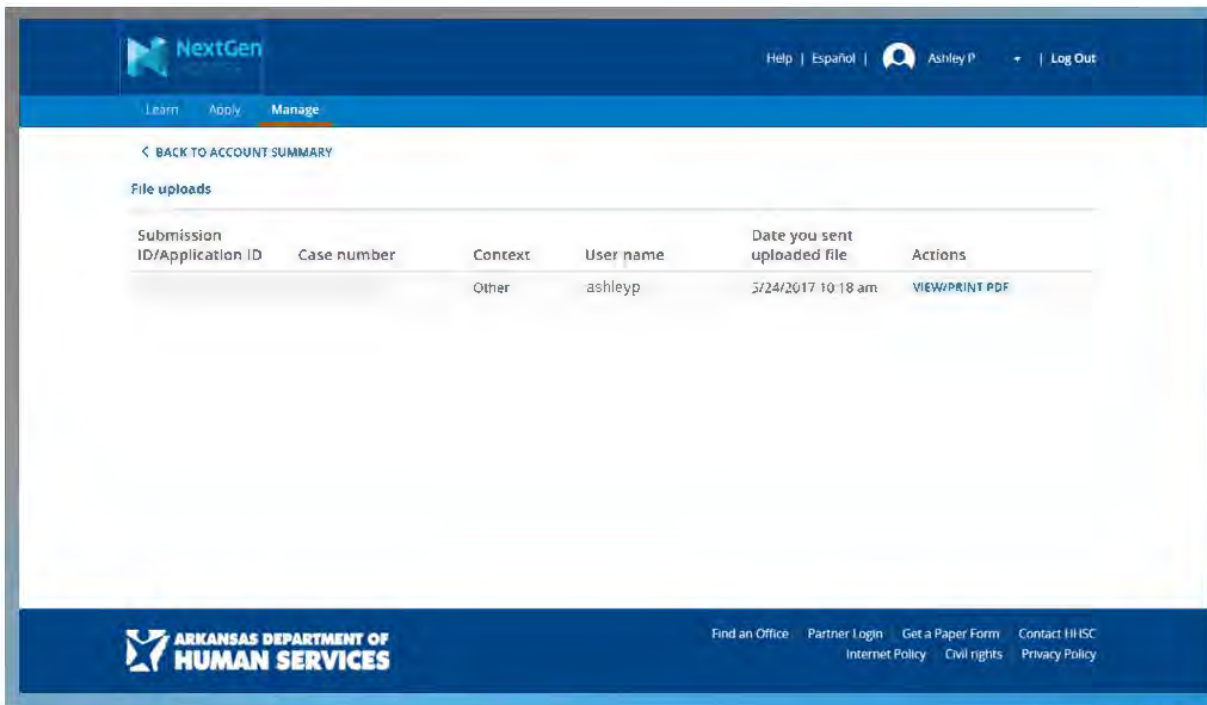 NextGen
Help | Español | Ashley P | Log Out
Learn Apply Manage
< BACK TO ACCOUNT SUMMARY
File uploads
Submission
ID/Application ID Case number Context User name Date you sent
uploaded file Actions
Other ashleyp 5/24/2017 10:18 am VIEW/PRINT PDF
ARKANSAS DEPARTMENT OF
HUMAN SERVICES
Find an Office Partner Login Get a Paper Form Contact HHSC
Internet Policy Civil rights Privacy Policy